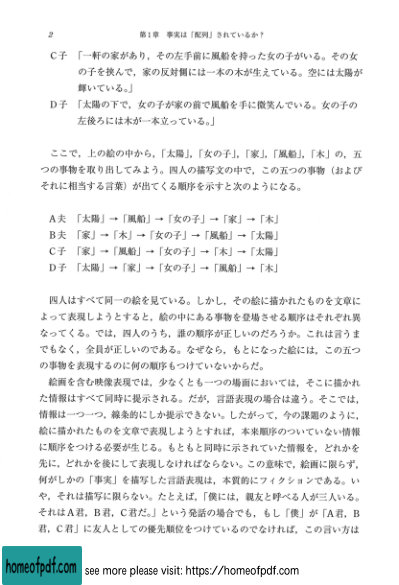 2　　　第1章　事実は「配列」されているか？
C子　「一軒の家があり，その左手前に風船を持った女の子がいる。その女
の子を挟んで，家の反対側には一本の木が生えている。空には太陽が
輝いている。」
D子　「太陽の下で，女の子が家の前で風船を手に微笑んでいる。女の子の
左後ろには木が一本立っている。」
ここで，上の絵の中から，「太陽」，「女の子」，「家」，「風船」，「木」の，五
つの事物を取り出してみよう。四人の描写文の中で，この五つの事物（および
それに相当する言葉）が出てくる順序を示すと次のようになる。
A夫　「太陽」→「風船」→「女の子」→「家」→「木」
B夫　「家」→「木」→「女の子」→「風船」→「太陽」
C子　「家」→「風船」→「女の子」→「木」→「太陽」
D子　「太陽」→「家」→「女の子」→「風船」→「木」
四人はすべて同一の絵を見ている。しかし，その絵に描かれたものを文章に
よって表現しようとすると，絵の中にある事物を登場させる順序はそれぞれ異
なってくる。では，四人のうち，誰の順序が正しいのだろうか。これは言うま
でもなく，全員が正しいのである。なぜなら，もとになった絵には，この五つ
の事物を表現するのに何の順序もつけていないからだ。
絵画を含む映像表現では，少なくとも一つの場面においては，そこに描かれ
た情報はすべて同時に提示される。だが，言語表現の場合は違う。そこでは，
情報は一つ一つ，線条的にしか提示できない。したがって，今の課題のように，
絵に描かれたものを文章で表現しようとすれば，本来順序のついていない情報
に順序をつける必要が生じる。もともと同時に示されていた情報を，どれかを
先に，どれかを後にして表現しなければならない。この意味で，絵画に限らず，
何がしかの「事実」を描写した言語表現は，本質的にフィクションである。い
や，それは描写に限らない。たとえば，「僕には，親友と呼べる人が三人いる。
それはA君，B君，C君だ。」という発話の場合でも，もし「僕」が「A君，B
君，C君」に友人としての優先順位をつけているのでなければ，この言い方は
homeofpdf.com see more please visit: https://homeofpdf.com